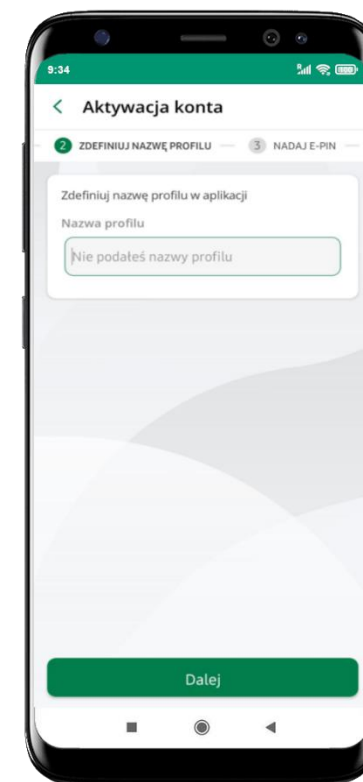 9:34
Aktywacja konta
2 ZDEFINIUJ NAZWĘ PROFILU
3 NADAJ E-PIN
Zdefiniuj nazwę profilu w aplikacji
Nazwa profilu
Nie podałeś nazwy profilu
Dalej